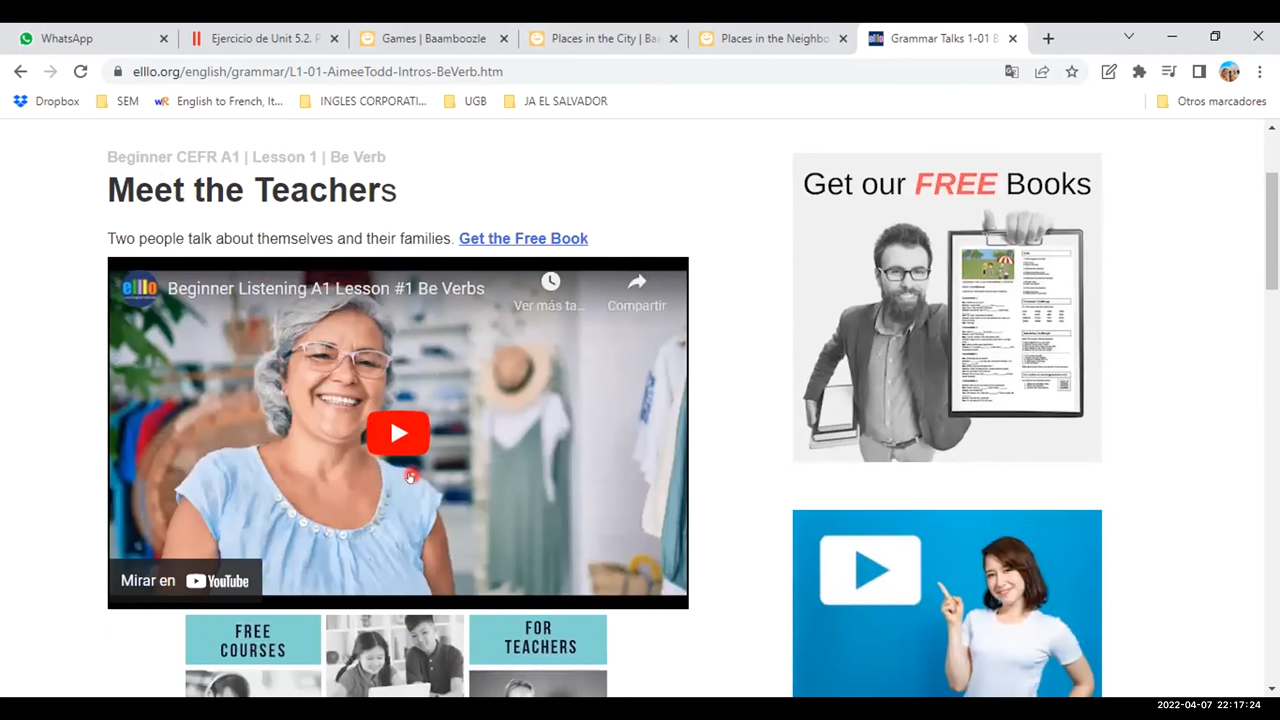 WhatsApp
Ejercicio de Unit 5.2. P
Games | Baamboozle
Places in the City | Baa
Places in the Neighbo
Grammar Talks 1-01 B
elllo.org/english/grammar/L1-01-AimeeTodd-Intros-BeVerb.htm
Dropbox
SEM
English to French, It...
INGLES CORPORATI...
UGB
JA EL SALVADOR
Otros marcadores
Beginner CEFR A1 | Lesson 1 | Be Verb
Meet the Teachers
Two people talk about themselves and their families. Get the Free Book
elllo
Beginner Listening A1 Lesson #1 Be Verbs
Ver más ta...
Compartir
Mirar en YouTube
FREE
COURSES
FOR
TEACHERS
Get our FREE Books
2022-04-07 22:17:24